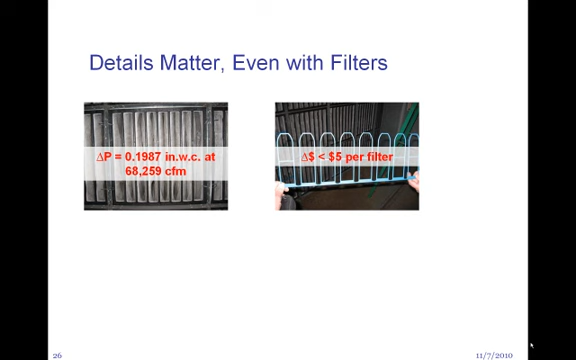 Details Matter, Even with Filters
∆P = 0.1987 in.w.c. at
68,259 cfm
∆$ < $5 per filter
26
11/7/2010